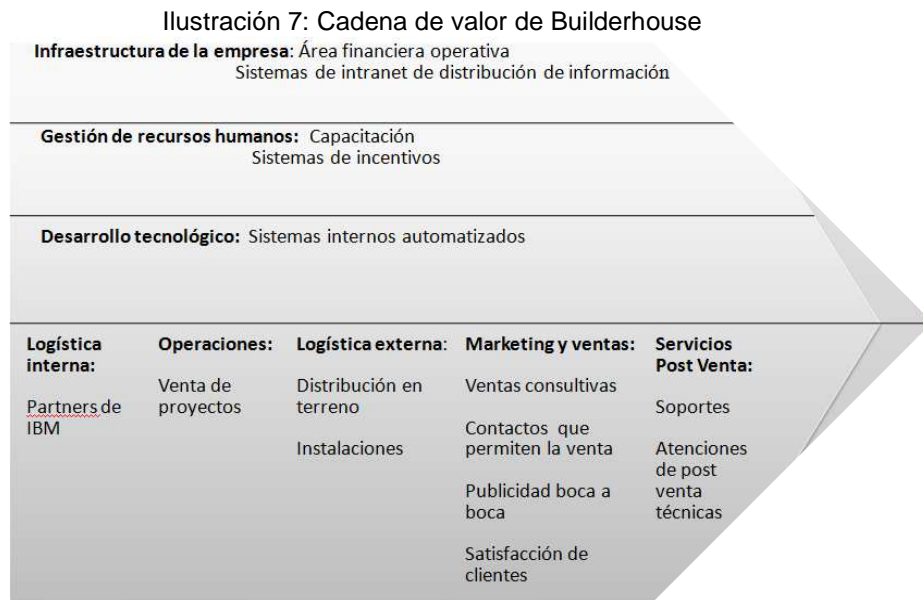 Ilustración 7: Cadena de valor de Builderhouse
Infraestructura de la empresa: Área financiera operativa
Sistemas de intranet de distribución de información
Gestión de recursos humanos: Capacitación
Sistemas de incentivos
Desarrollo tecnológico: Sistemas internos automatizados
Logística
interna:
Partners de
IBM
Operaciones:
Venta de
proyectos
Logística externa:
Distribución en
terreno
Instalaciones
Marketing y ventas:
Ventas consultivas
Contactos que
permiten la venta
Publicidad boca a
boca
Satisfacción de
clientes
Servicios
Post Venta:
Soportes
Atenciones
de post
venta
técnicas